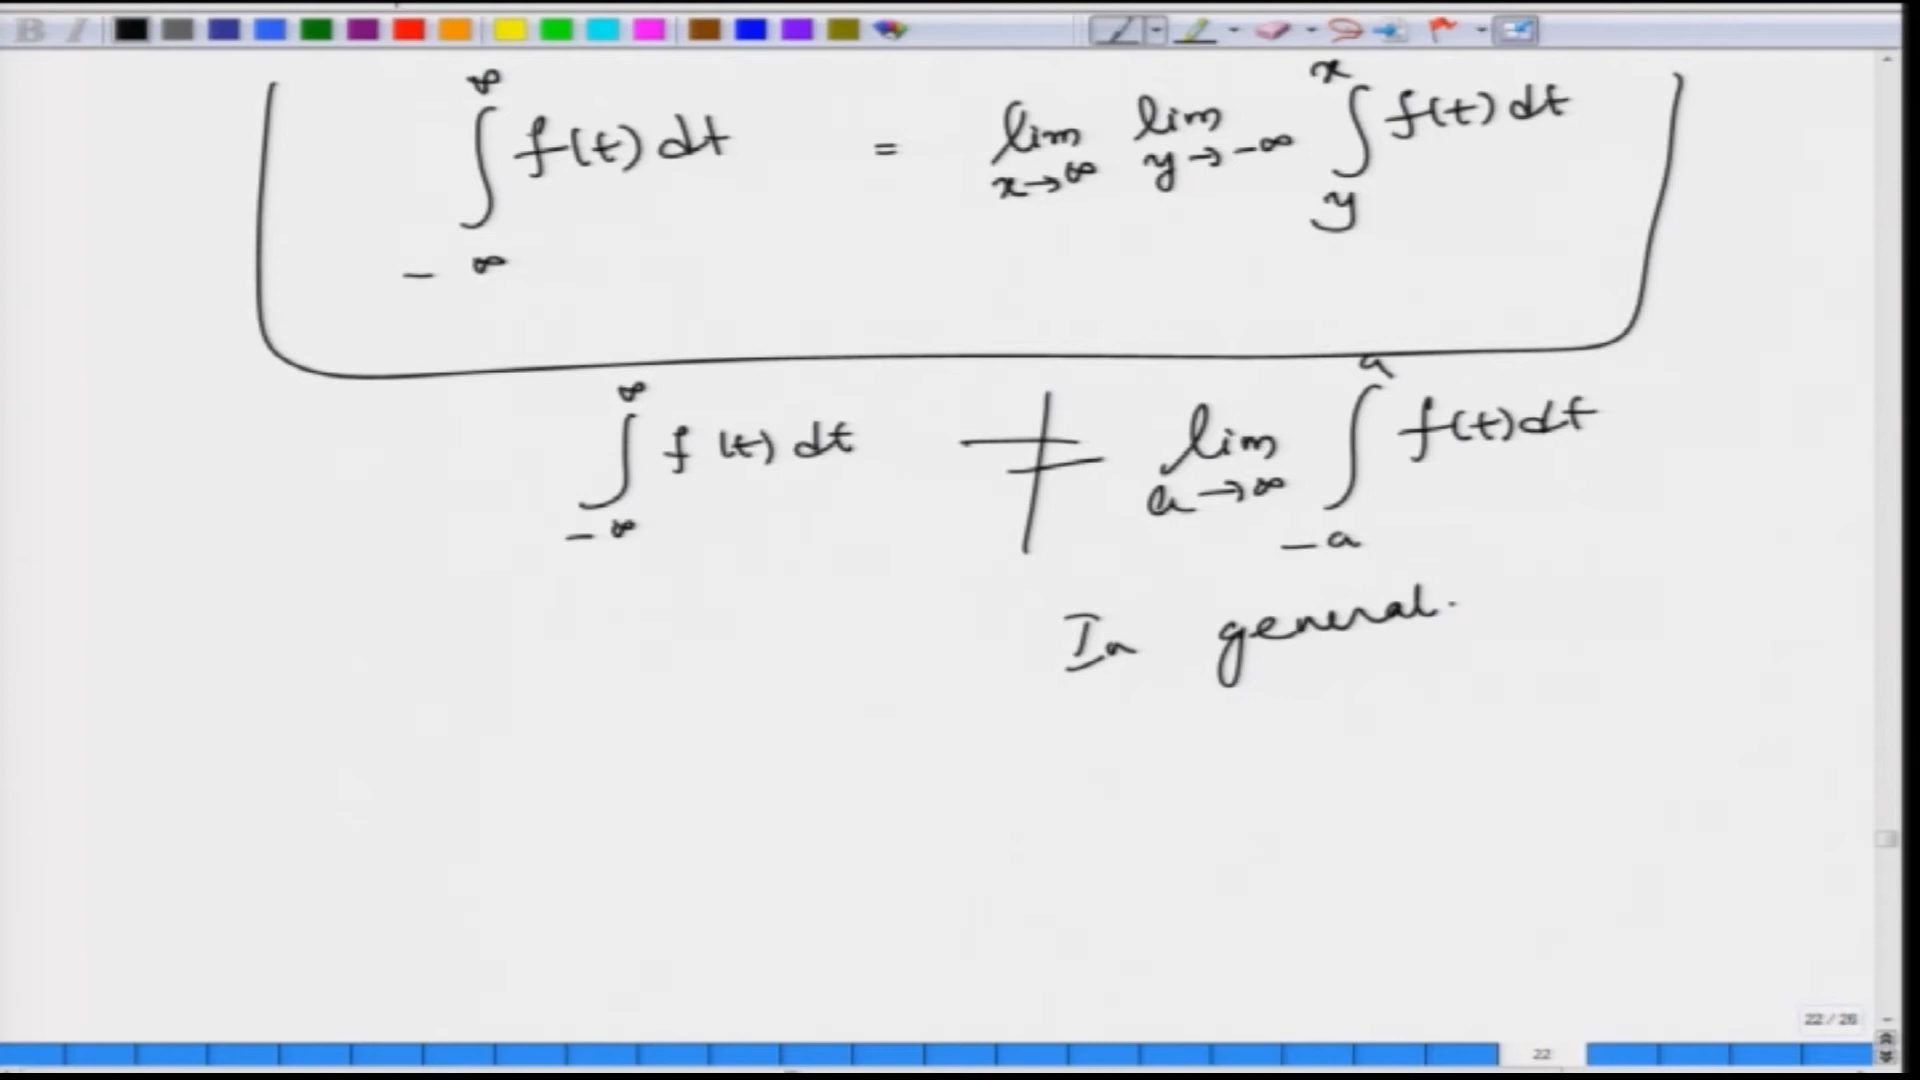 B I
∫_{-∞}^{∞} f(t) dt = lim_{x→∞} lim_{y→-∞} ∫_{y}^{x} f(t) dt
∫_{-∞}^{∞} f(t) dt ≠ lim_{a→∞} ∫_{-a}^{a} f(t) dt
In general.
22 / 26
22